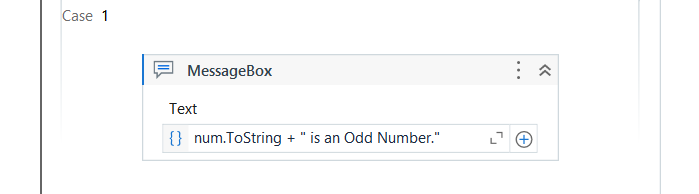 Case 1
MessageBox
Text
{} num.ToString + " is an Odd Number."